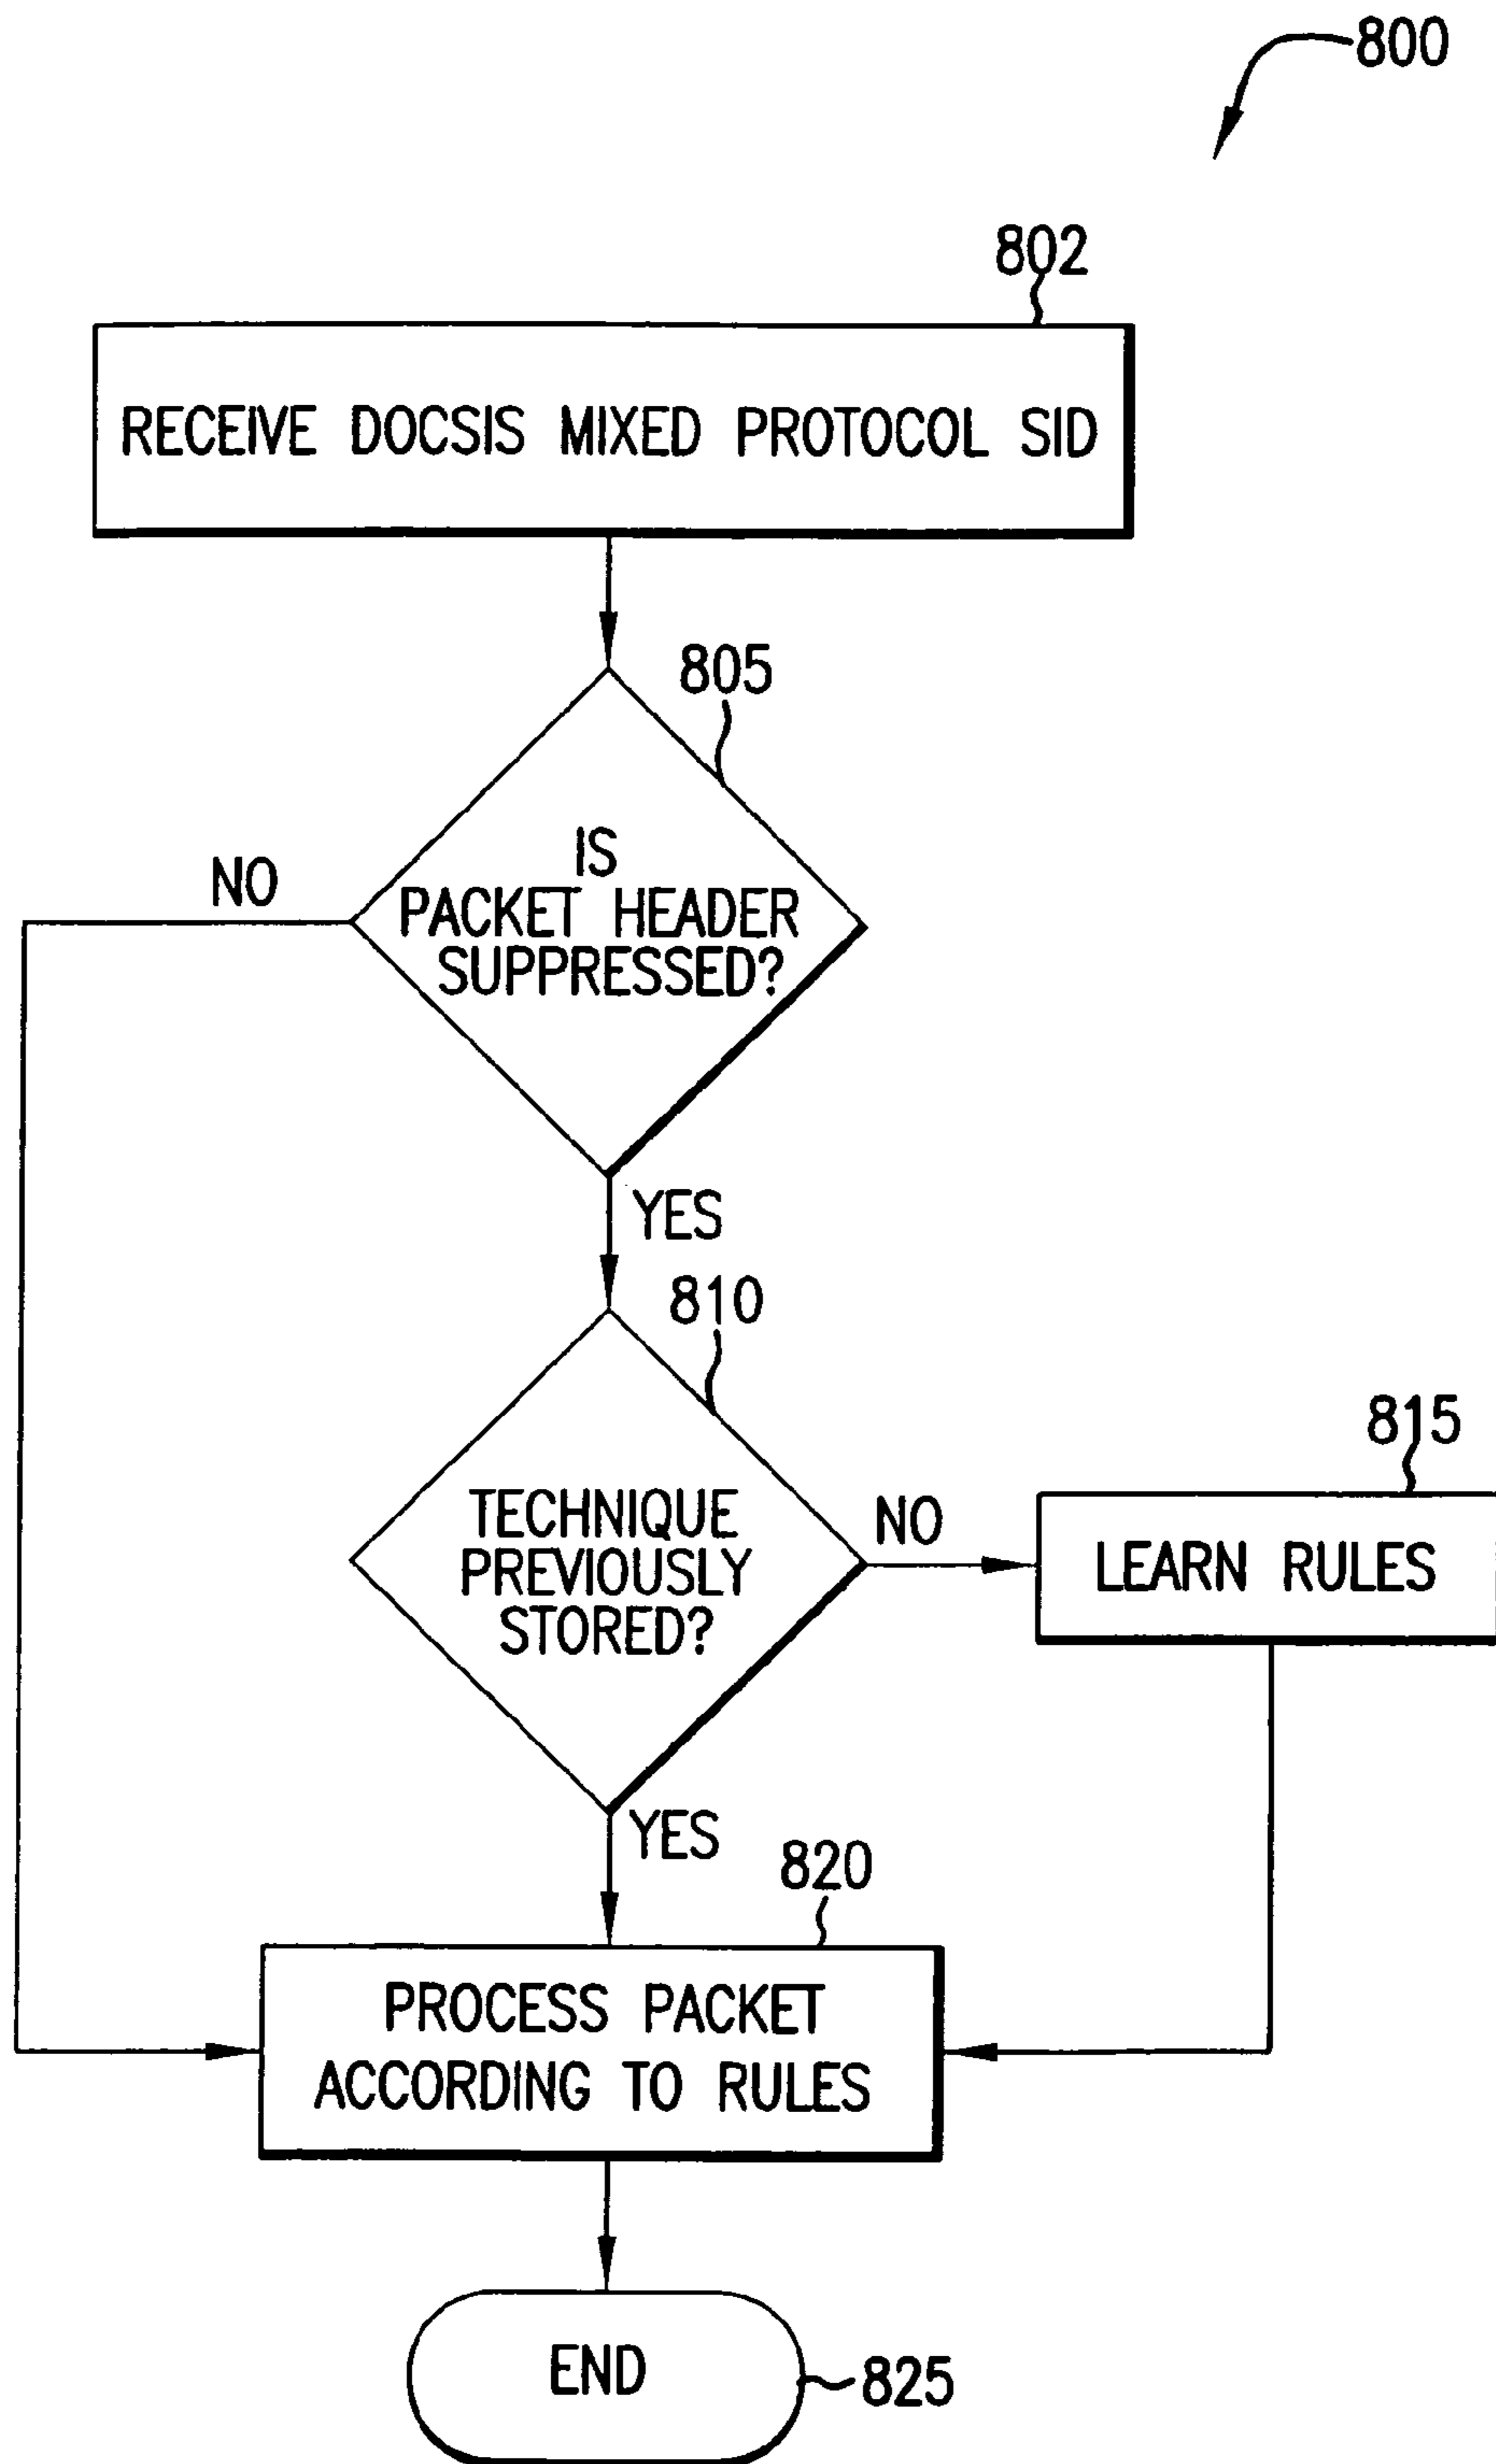 800
802
RECEIVE DOCSIS MIXED PROTOCOL SID
805
IS
PACKET HEADER
SUPPRESSED?
NO
YES
810
TECHNIQUE
PREVIOUSLY
STORED?
NO
815
LEARN RULES
YES
820
PROCESS PACKET
ACCORDING TO RULES
END
825